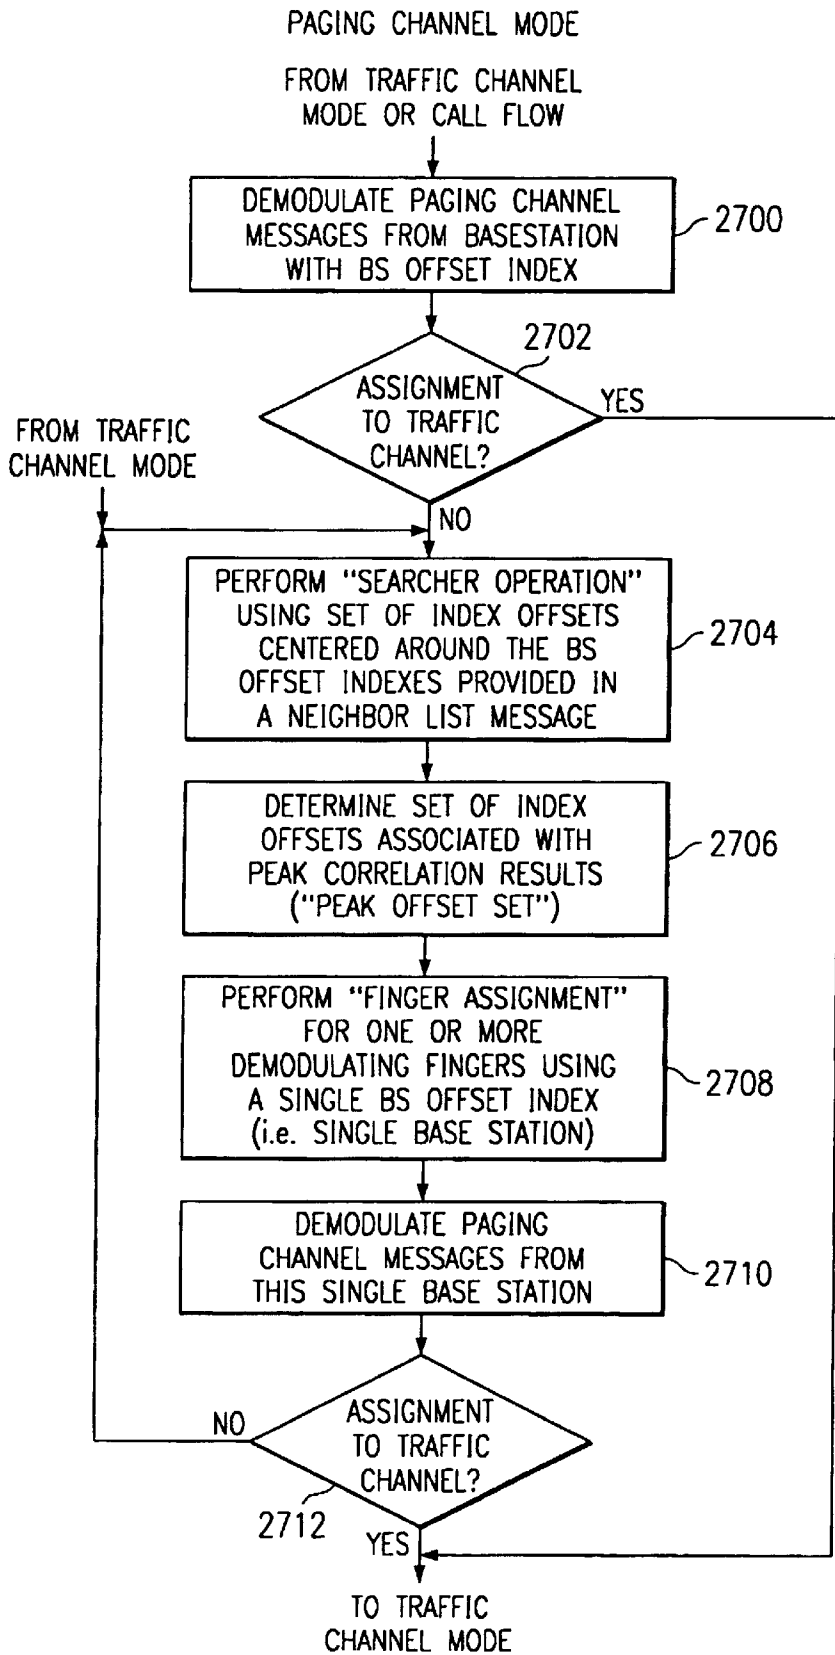 PAGING CHANNEL MODE
FROM TRAFFIC CHANNEL
MODE OR CALL FLOW
DEMODULATE PAGING CHANNEL
MESSAGES FROM BASESTATION
WITH BS OFFSET INDEX
2700
2702
ASSIGNMENT
TO TRAFFIC
CHANNEL?
YES
FROM TRAFFIC
CHANNEL MODE
NO
PERFORM "SEARCHER OPERATION"
USING SET OF INDEX OFFSETS
CENTERED AROUND THE BS
OFFSET INDEXES PROVIDED IN
A NEIGHBOR LIST MESSAGE
2704
DETERMINE SET OF INDEX
OFFSETS ASSOCIATED WITH
PEAK CORRELATION RESULTS
("PEAK OFFSET SET")
2706
PERFORM "FINGER ASSIGNMENT"
FOR ONE OR MORE
DEMODULATING FINGERS USING
A SINGLE BS OFFSET INDEX
(i.e. SINGLE BASE STATION)
2708
DEMODULATE PAGING
CHANNEL MESSAGES FROM
THIS SINGLE BASE STATION
2710
ASSIGNMENT
TO TRAFFIC
CHANNEL?
NO
2712
YES
TO TRAFFIC
CHANNEL MODE